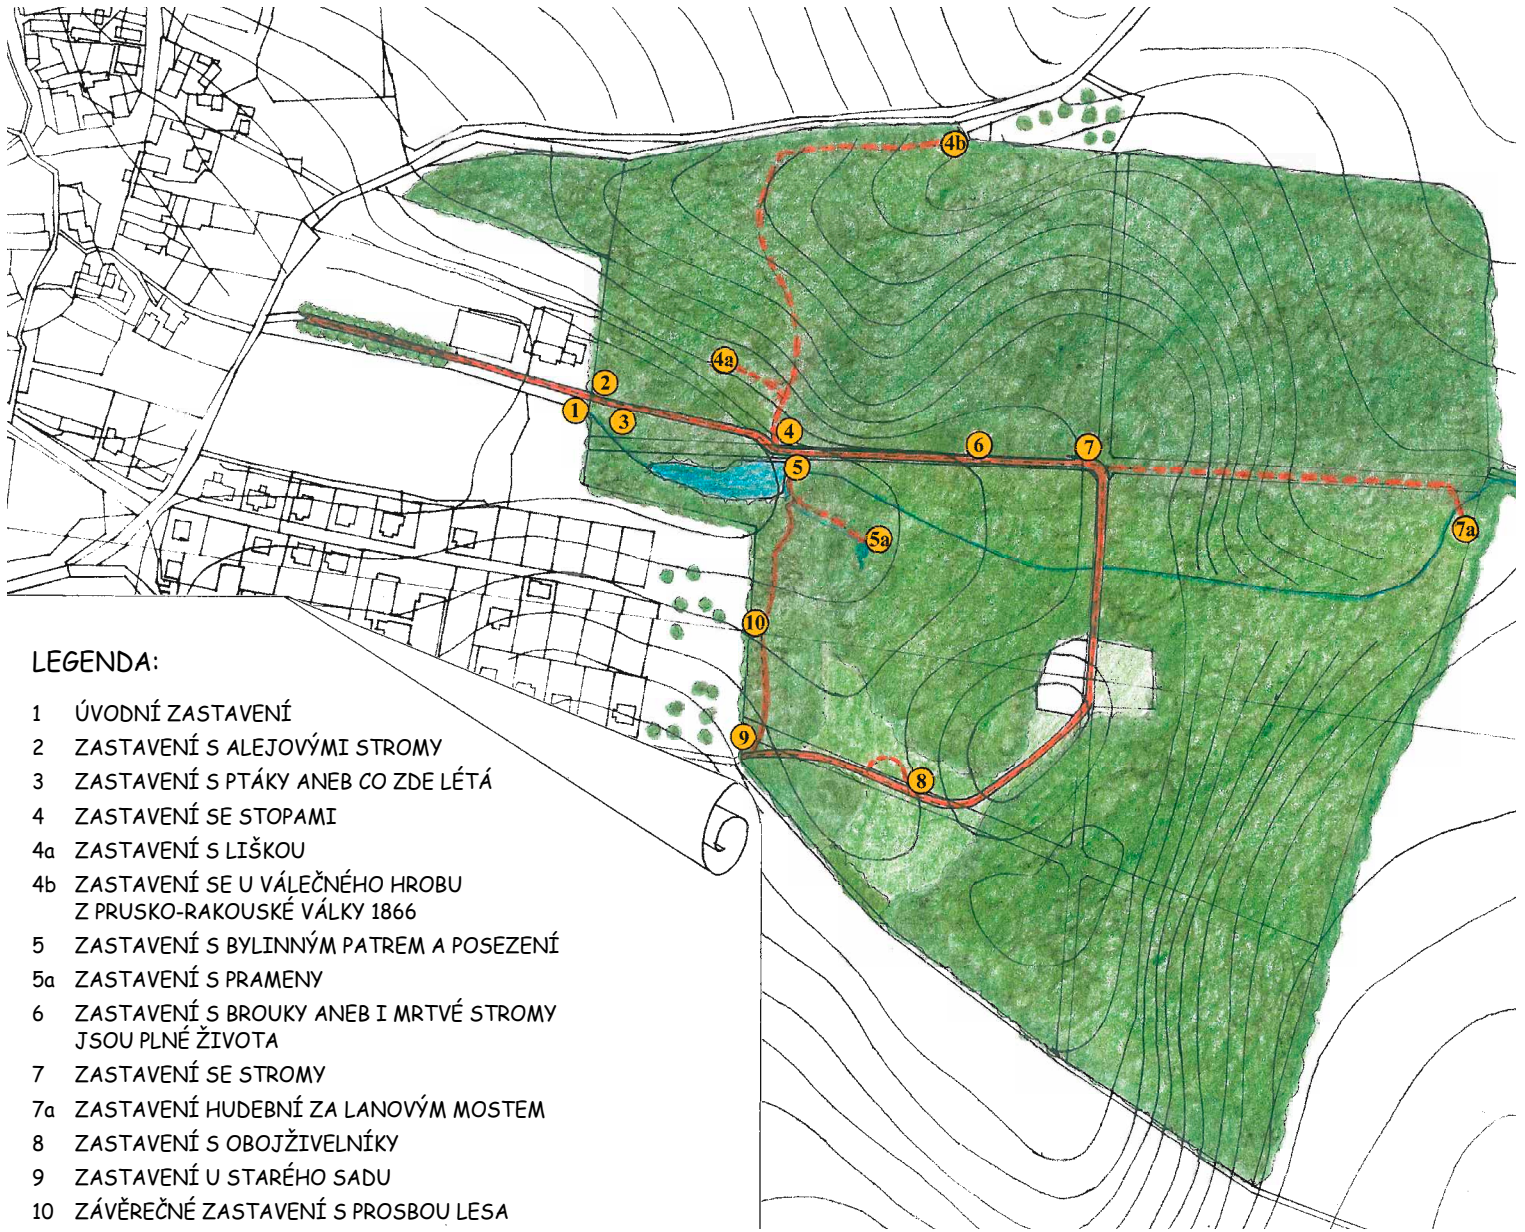 4b
4a
2
1
3
4
6
7
5
7a
5a
10
9
8
LEGENDA:
1 ÚVODNÍ ZASTAVENÍ
2 ZASTAVENÍ S ALEJOVÝMI STROMY
3 ZASTAVENÍ S PTÁKY ANEB CO ZDE LÉTÁ
4 ZASTAVENÍ SE STOPAMI
4a ZASTAVENÍ S LIŠKOU
4b ZASTAVENÍ SE U VÁLEČNÉHO HROBU
Z PRUSKO-RAKOUSKÉ VÁLKY 1866
5 ZASTAVENÍ S BYLINNÝM PATREM A POSEZENÍ
5a ZASTAVENÍ S PRAMENY
6 ZASTAVENÍ S BROUKY ANEB I MRTVÉ STROMY
JSOU PLNÉ ŽIVOTA
7 ZASTAVENÍ SE STROMY
7a ZASTAVENÍ HUDEBNÍ ZA LANOVÝM MOSTEM
8 ZASTAVENÍ S OBOJŽIVELNÍKY
9 ZASTAVENÍ U STARÉHO SADU
10 ZÁVĚREČNÉ ZASTAVENÍ S PROSBOU LESA